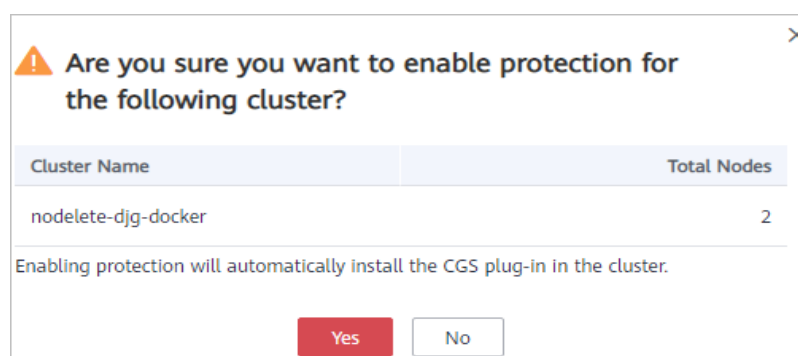 Are you sure you want to enable protection for
the following cluster?
Cluster Name Total Nodes
nodelete-djg-docker 2
Enabling protection will automatically install the CGS plug-in in the cluster.
Yes No